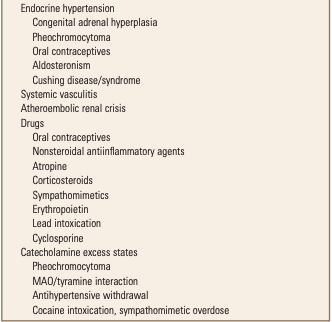 Endocrine hypertension
Congenital adrenal hyperplasia
Pheochromocytoma
Oral contraceptives
Aldosteronism
Cushing disease/syndrome
Systemic vasculitis
Atheroembolic renal crisis
Drugs
Oral contraceptives
Nonsteroidal antiinflammatory agents
Atropine
Corticosteroids
Sympathomimetics
Erythropoietin
Lead intoxication
Cyclosporine
Catecholamine excess states
Pheochromocytoma
MAO/tyramine interaction
Antihypertensive withdrawal
Cocaine intoxication, sympathomimetic overdose